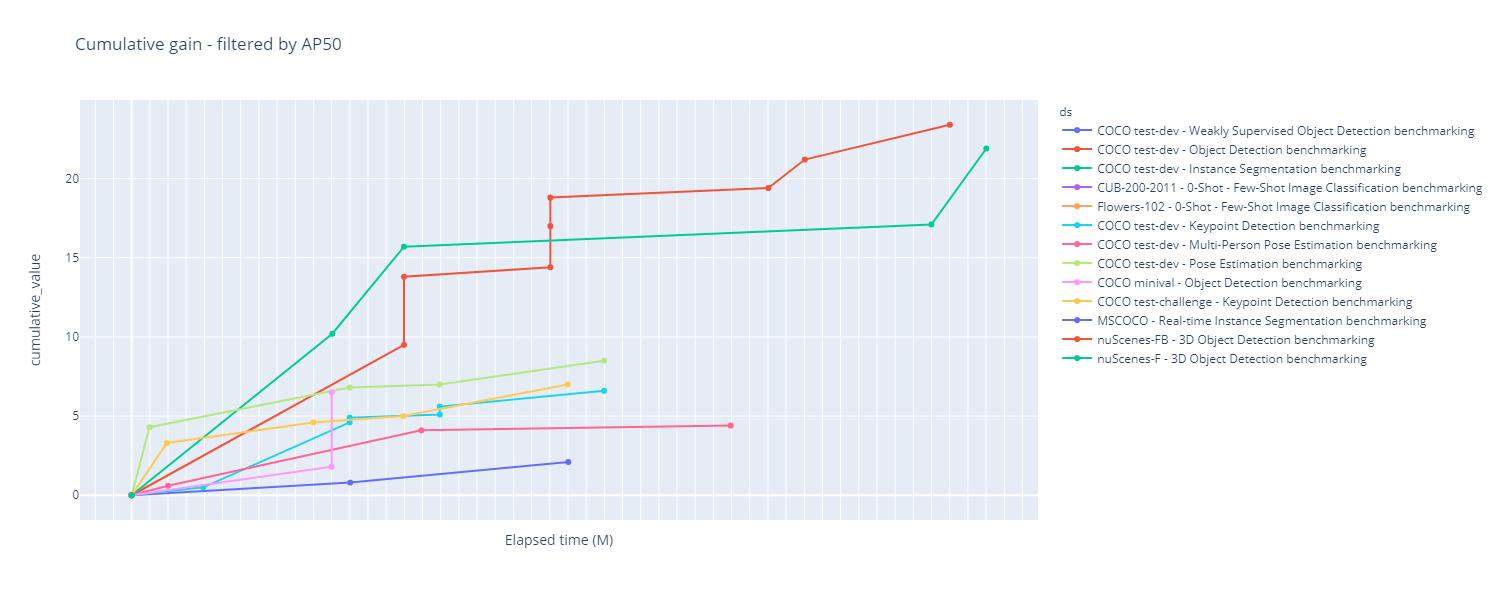 Cumulative gain - filtered by AP50
cumulative_value
20
15
10
5
0
Elapsed time (M)
ds
COCO test-dev - Weakly Supervised Object Detection benchmarking
COCO test-dev - Object Detection benchmarking
COCO test-dev - Instance Segmentation benchmarking
CUB-200-2011 - 0-Shot - Few-Shot Image Classification benchmarking
Flowers-102 - 0-Shot - Few-Shot Image Classification benchmarking
COCO test-dev - Keypoint Detection benchmarking
COCO test-dev - Multi-Person Pose Estimation benchmarking
COCO test-dev - Pose Estimation benchmarking
COCO minival - Object Detection benchmarking
COCO test-challenge - Keypoint Detection benchmarking
MSCOCO - Real-time Instance Segmentation benchmarking
nuScenes-FB - 3D Object Detection benchmarking
nuScenes-F - 3D Object Detection benchmarking